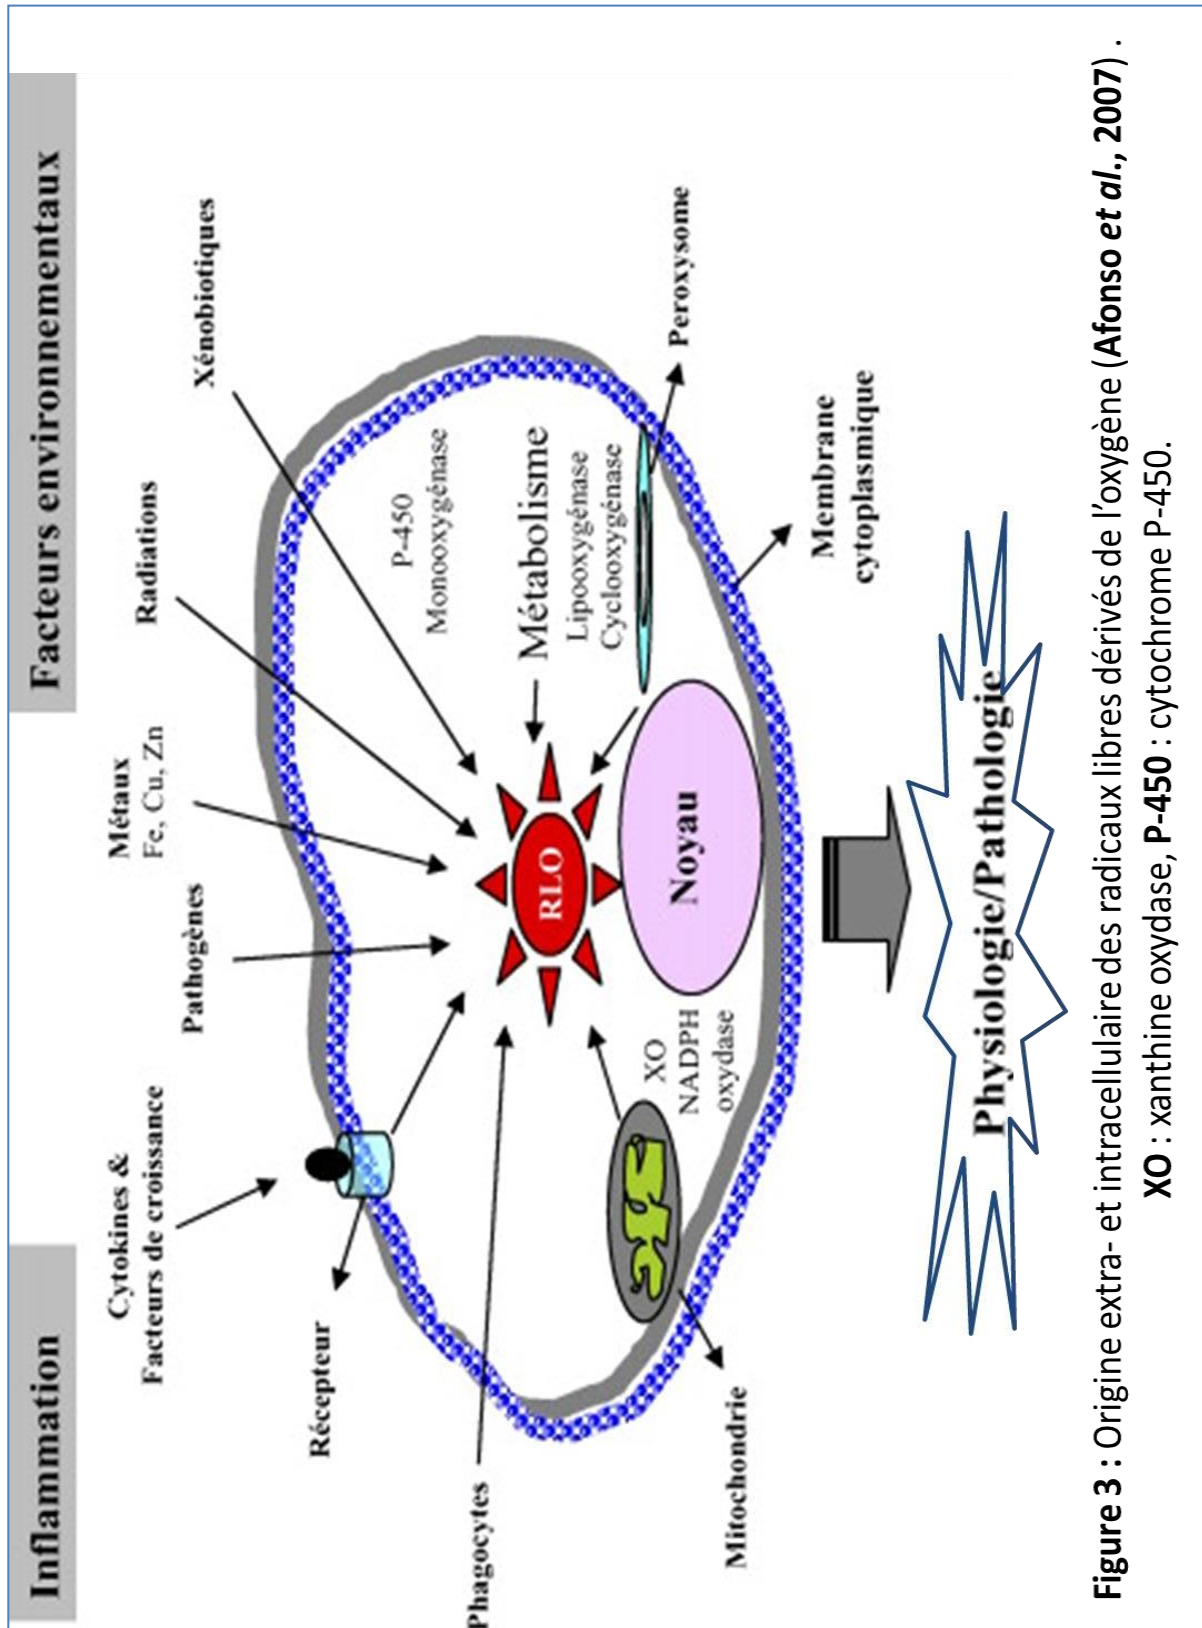 Inflammation
Facteurs environnementaux
Cytokines &
Facteurs de croissance
Pathogènes
Métaux
Fe, Cu, Zn
Radiations
Xénobiotiques
Récepteur
Phagocytes
RLO
P-450
Monooxygénase
Métabolisme
Lipooxygénase
Cyclooxygénase
Peroxysome
XO
NADPH
oxydase
Noyau
Mitochondrie
Membrane
cytoplasmique
Physiologie/Pathologie
Figure 3 : Origine extra- et intracellulaire des radicaux libres dérivés de l’oxygène (Afonso et al., 2007) .
XO : xanthine oxydase, P-450 : cytochrome P-450.